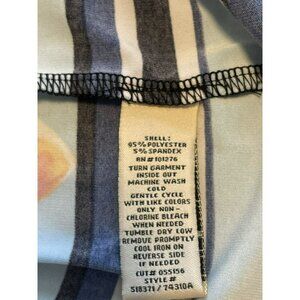 SHELL:
95% POLYESTER
5% SPANDEX
RN# 101276
TURN GARMENT
INSIDE OUT
MACHINE WASH
COLD
GENTLE CYCLE
WITH LIKE COLORS
ONLY NON-
CHLORINE BLEACH
WHEN NEEDED
TUMBLE DRY LOW
REMOVE PROMPTLY
COOL IRON ON
REVERSE SIDE
IF NEEDED
CUT# 055156
STYLE#
518371 / 74310A